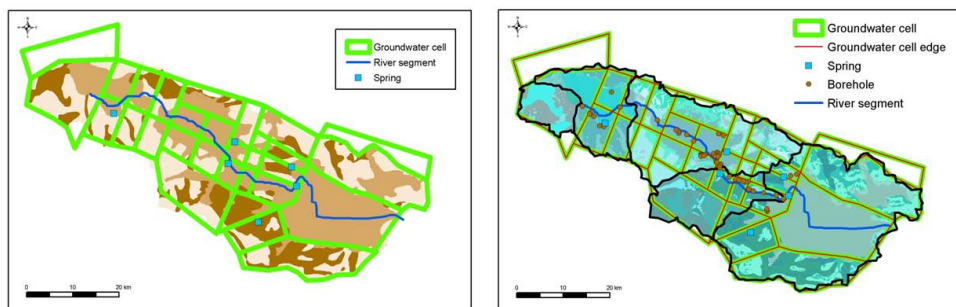 Groundwater cell
River segment
Spring
0 10 20 km
Groundwater cell
Groundwater cell edge
Spring
Borehole
River segment
0 10 20 km